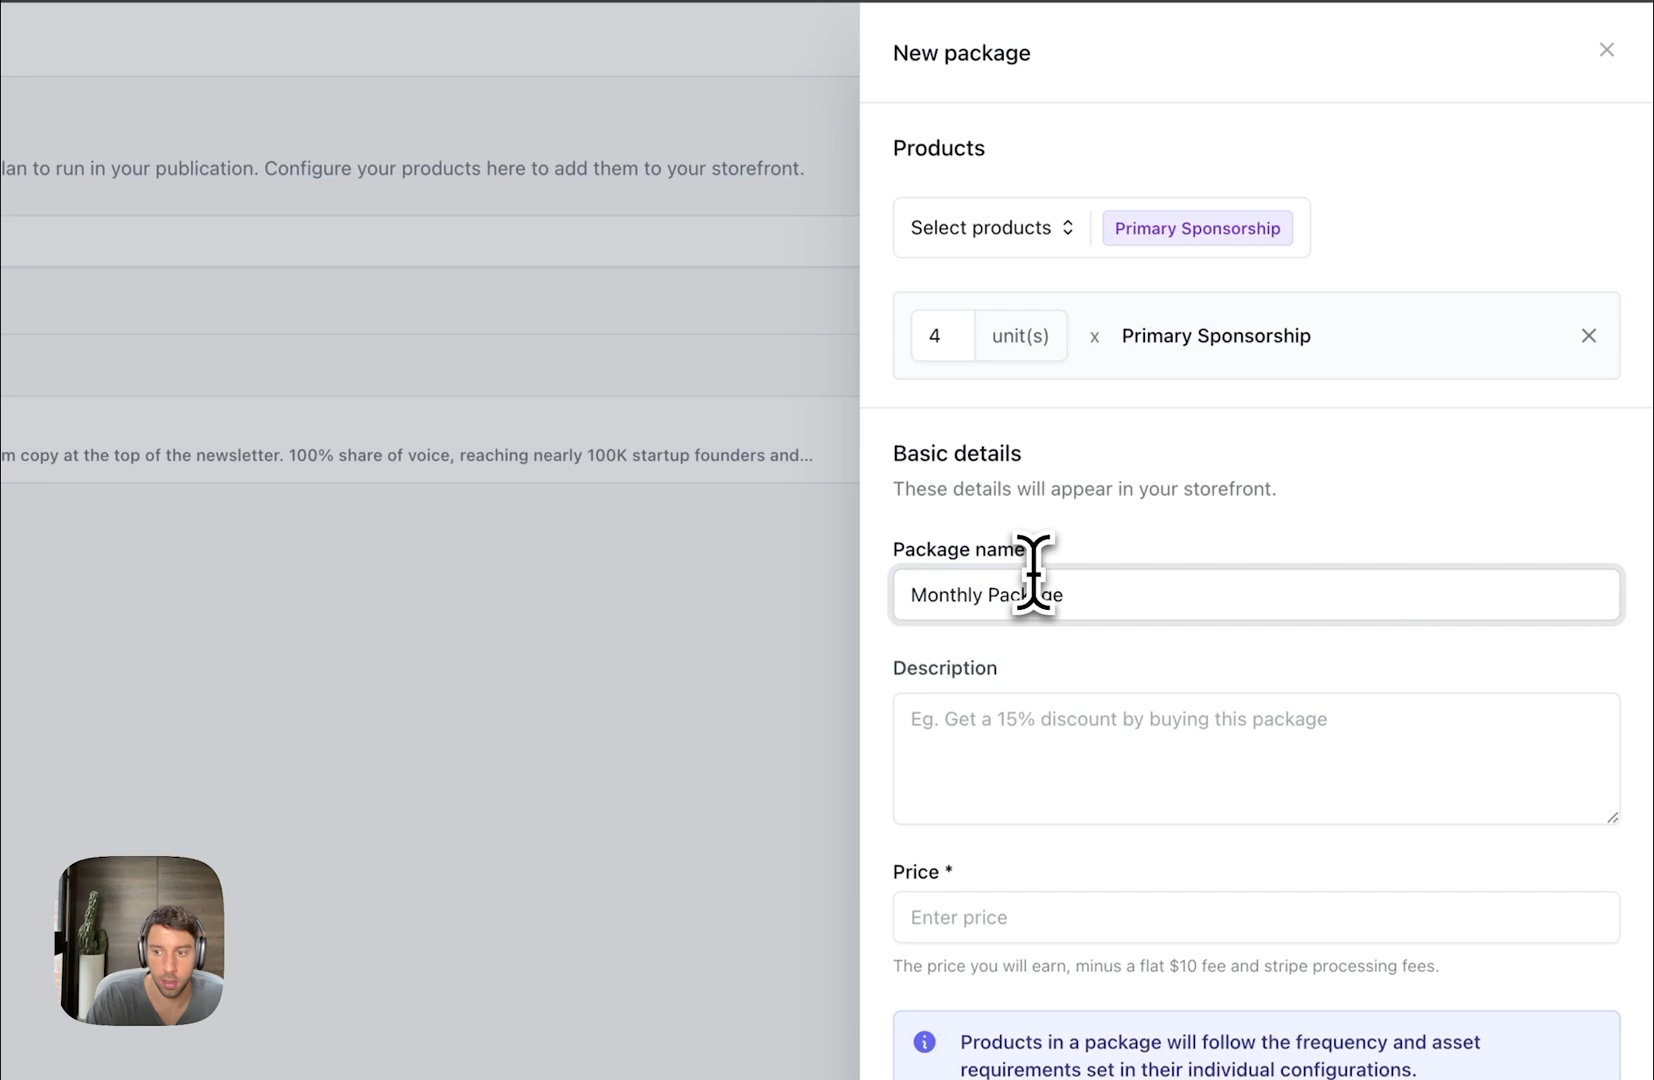 New package
Products
lan to run in your publication. Configure your products here to add them to your storefront.
Select products
Primary Sponsorship
4 unit(s) x Primary Sponsorship
Basic details
m copy at the top of the newsletter. 100% share of voice, reaching nearly 100K startup founders and...
These details will appear in your storefront.
Package name
Monthly Package
Description
Eg. Get a 15% discount by buying this package
Price *
Enter price
The price you will earn, minus a flat $10 fee and stripe processing fees.
Products in a package will follow the frequency and asset
requirements set in their individual configurations.